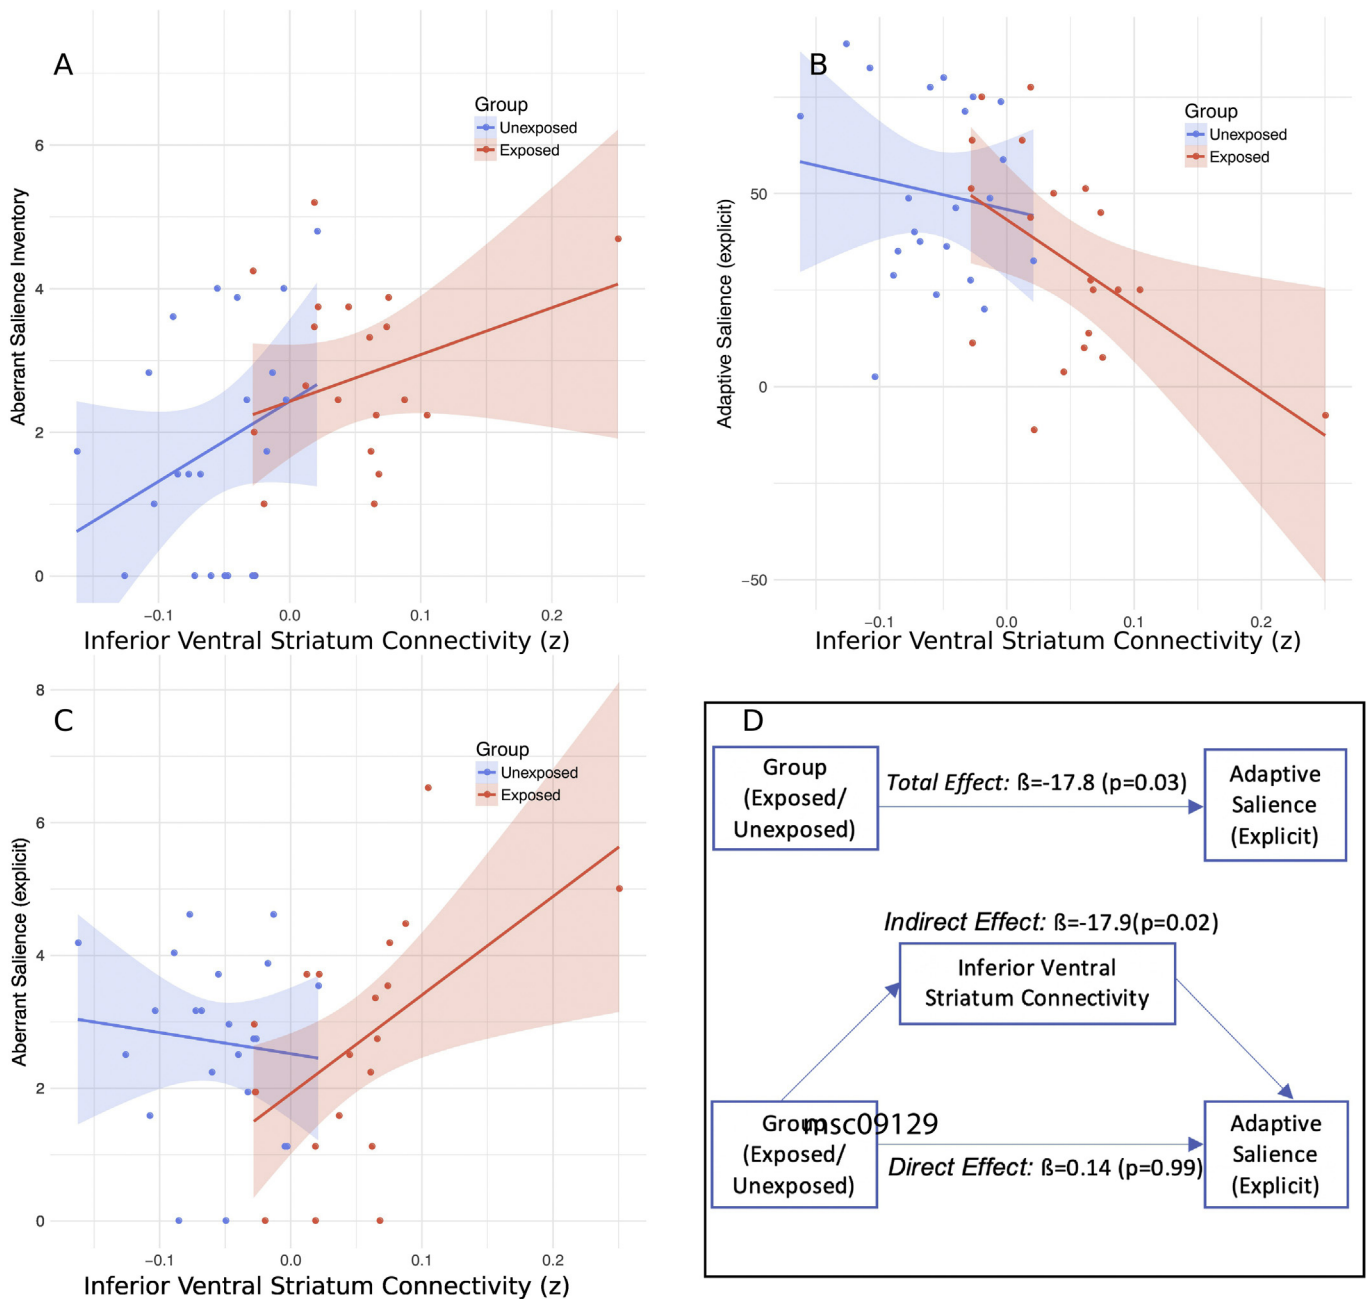 A
Group
Unexposed
Exposed
Aberrant Salience Inventory
6
4
2
0
−0.1
0.0
0.1
0.2
Inferior Ventral Striatum Connectivity (z)
B
Group
Unexposed
Exposed
Adaptive Salience (explicit)
50
0
−50
−0.1
0.0
0.1
0.2
Inferior Ventral Striatum Connectivity (z)
C
Group
Unexposed
Exposed
Aberrant Salience (explicit)
8
6
4
2
0
−0.1
0.0
0.1
0.2
Inferior Ventral Striatum Connectivity (z)
D
Group
(Exposed/
Unexposed)
Total Effect: ß=-17.8 (p=0.03)
Adaptive
Salience
(Explicit)
Indirect Effect: ß=-17.9(p=0.02)
Inferior Ventral
Striatum Connectivity
Group
(Exposed/
Unexposed)
msc09129
Direct Effect: ß=0.14 (p=0.99)
Adaptive
Salience
(Explicit)